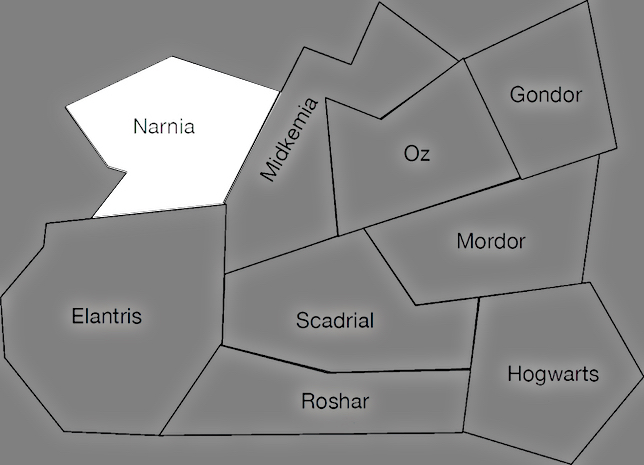 Narnia
Midkemia
Gondor
Oz
Mordor
Elantris
Scadrial
Hogwarts
Roshar